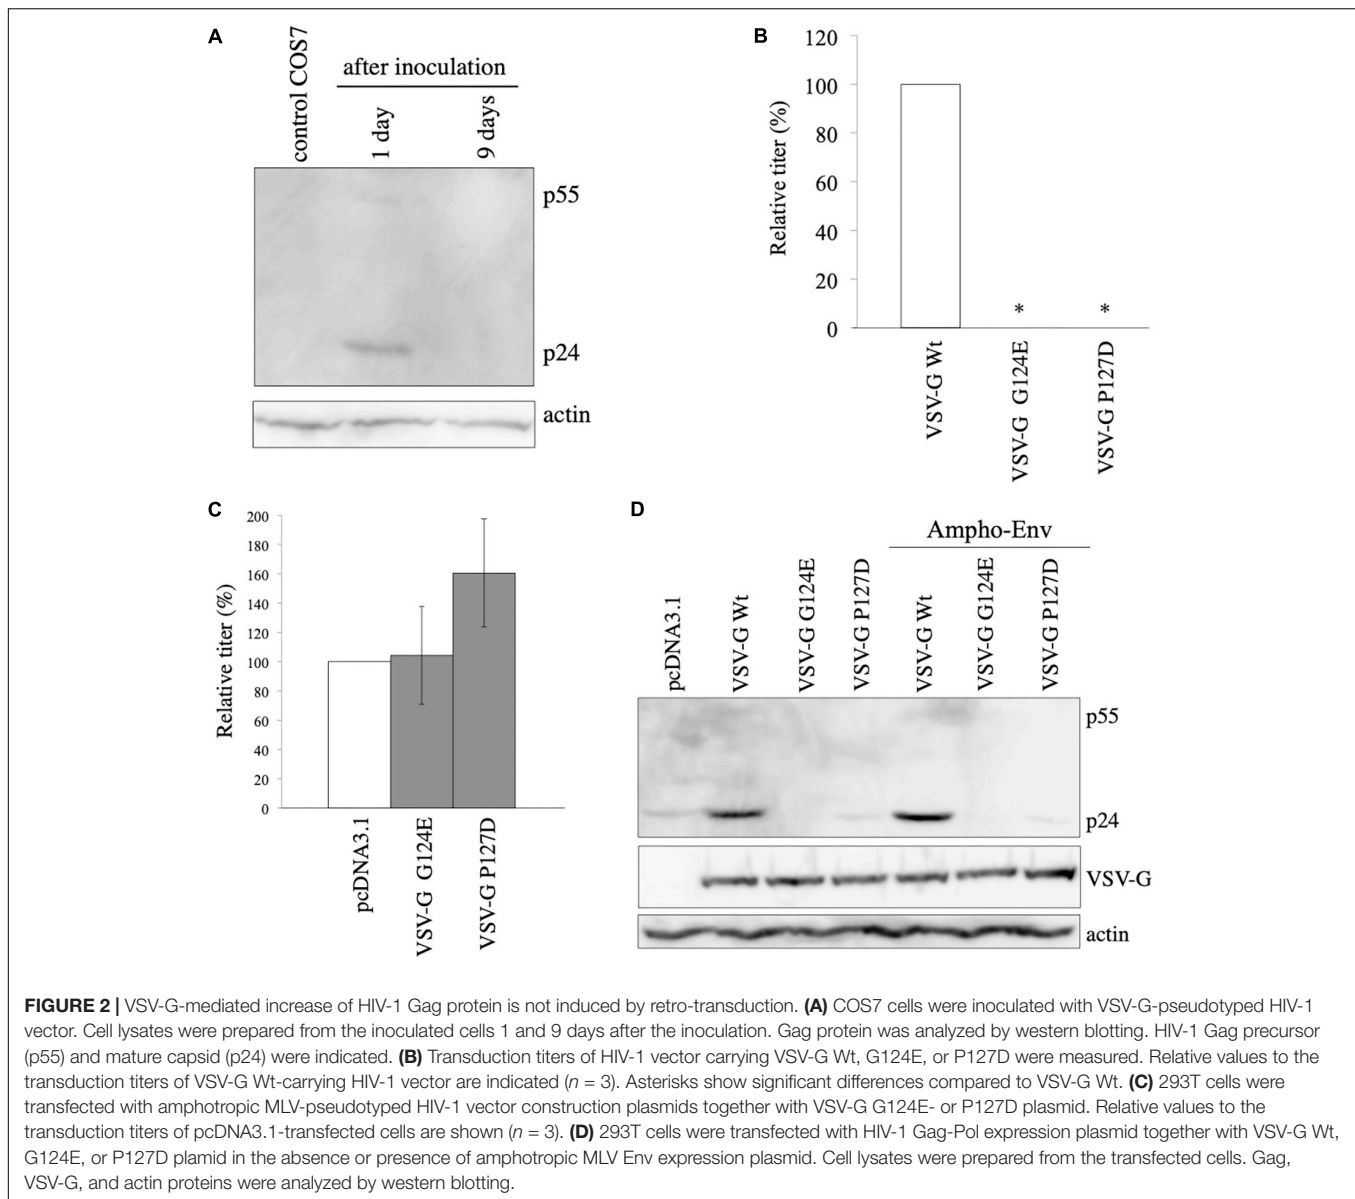 A
control COS7
after inoculation
1 day
9 days
p55
p24
actin
B
Relative titer (%)
120
100
80
60
40
20
0
*
*
VSV-G Wt
VSV-G G124E
VSV-G P127D
C
Relative titer (%)
200
180
160
140
120
100
80
60
40
20
0
pcDNA3.1
VSV-G G124E
VSV-G P127D
D
Ampho-Env
pcDNA3.1
VSV-G Wt
VSV-G G124E
VSV-G P127D
VSV-G Wt
VSV-G G124E
VSV-G P127D
p55
p24
VSV-G
actin
FIGURE 2 | VSV-G-mediated increase of HIV-1 Gag protein is not induced by retro-transduction. (A) COS7 cells were inoculated with VSV-G-pseudotyped HIV-1
vector. Cell lysates were prepared from the inoculated cells 1 and 9 days after the inoculation. Gag protein was analyzed by western blotting. HIV-1 Gag precursor
(p55) and mature capsid (p24) were indicated. (B) Transduction titers of HIV-1 vector carrying VSV-G Wt, G124E, or P127D were measured. Relative values to the
transduction titers of VSV-G Wt-carrying HIV-1 vector are indicated (n = 3). Asterisks show significant differences compared to VSV-G Wt. (C) 293T cells were
transfected with amphotropic MLV-pseudotyped HIV-1 vector construction plasmids together with VSV-G G124E- or P127D plasmid. Relative values to the
transduction titers of pcDNA3.1-transfected cells are shown (n = 3). (D) 293T cells were transfected with HIV-1 Gag-Pol expression plasmid together with VSV-G Wt,
G124E, or P127D plamid in the absence or presence of amphotropic MLV Env expression plasmid. Cell lysates were prepared from the transfected cells. Gag,
VSV-G, and actin proteins were analyzed by western blotting.